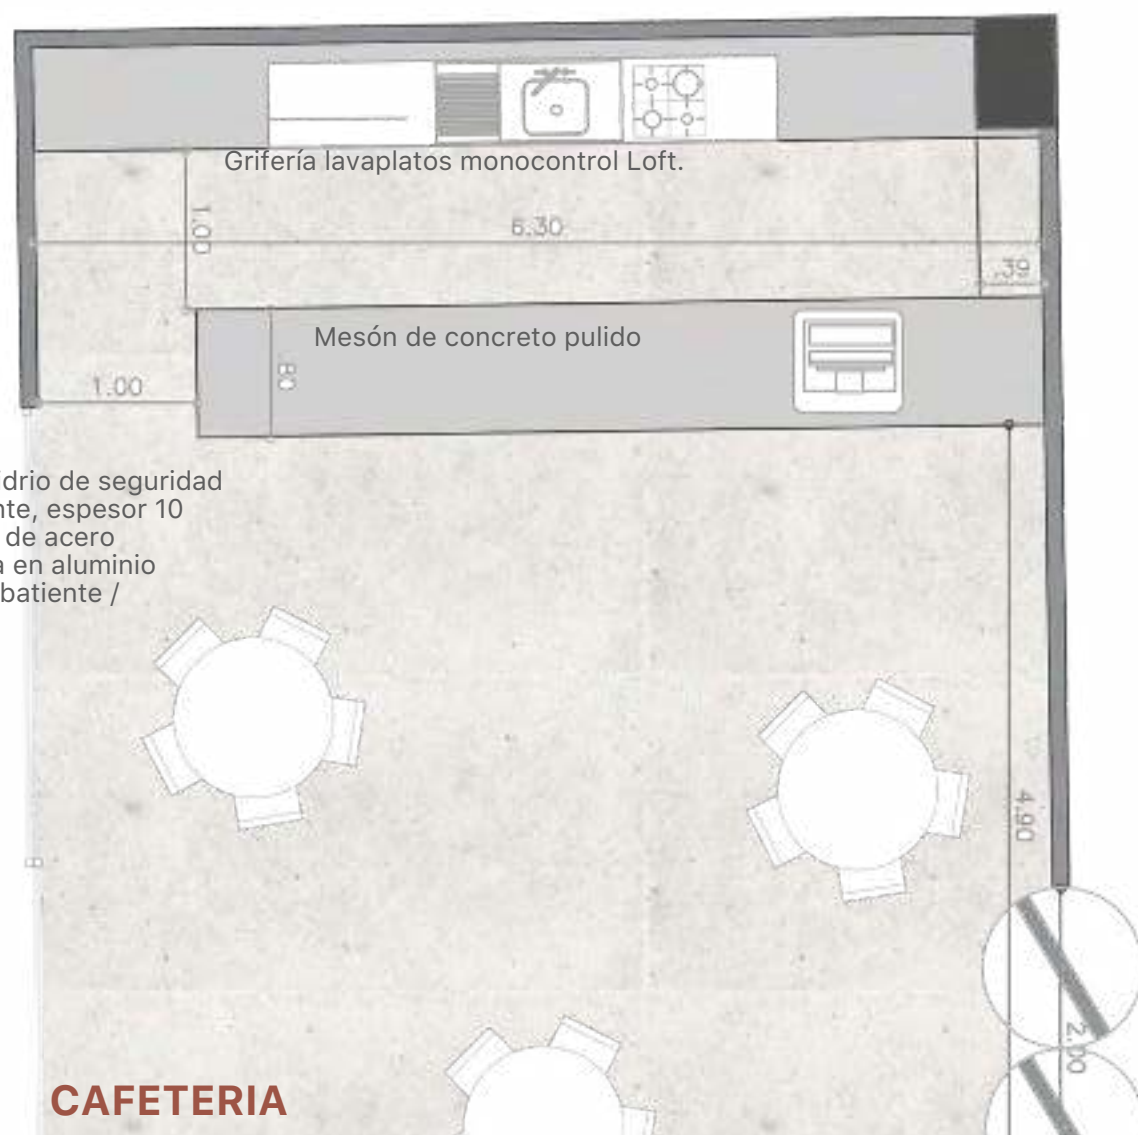 Grifería lavaplatos monocontrol Loft.
1.00
6.30
.39
Mesón de concreto pulido
.80
1.00
idrio de seguridad
nte, espesor 10
de acero
a en aluminio
batiente /
4.90
2.00
CAFETERIA